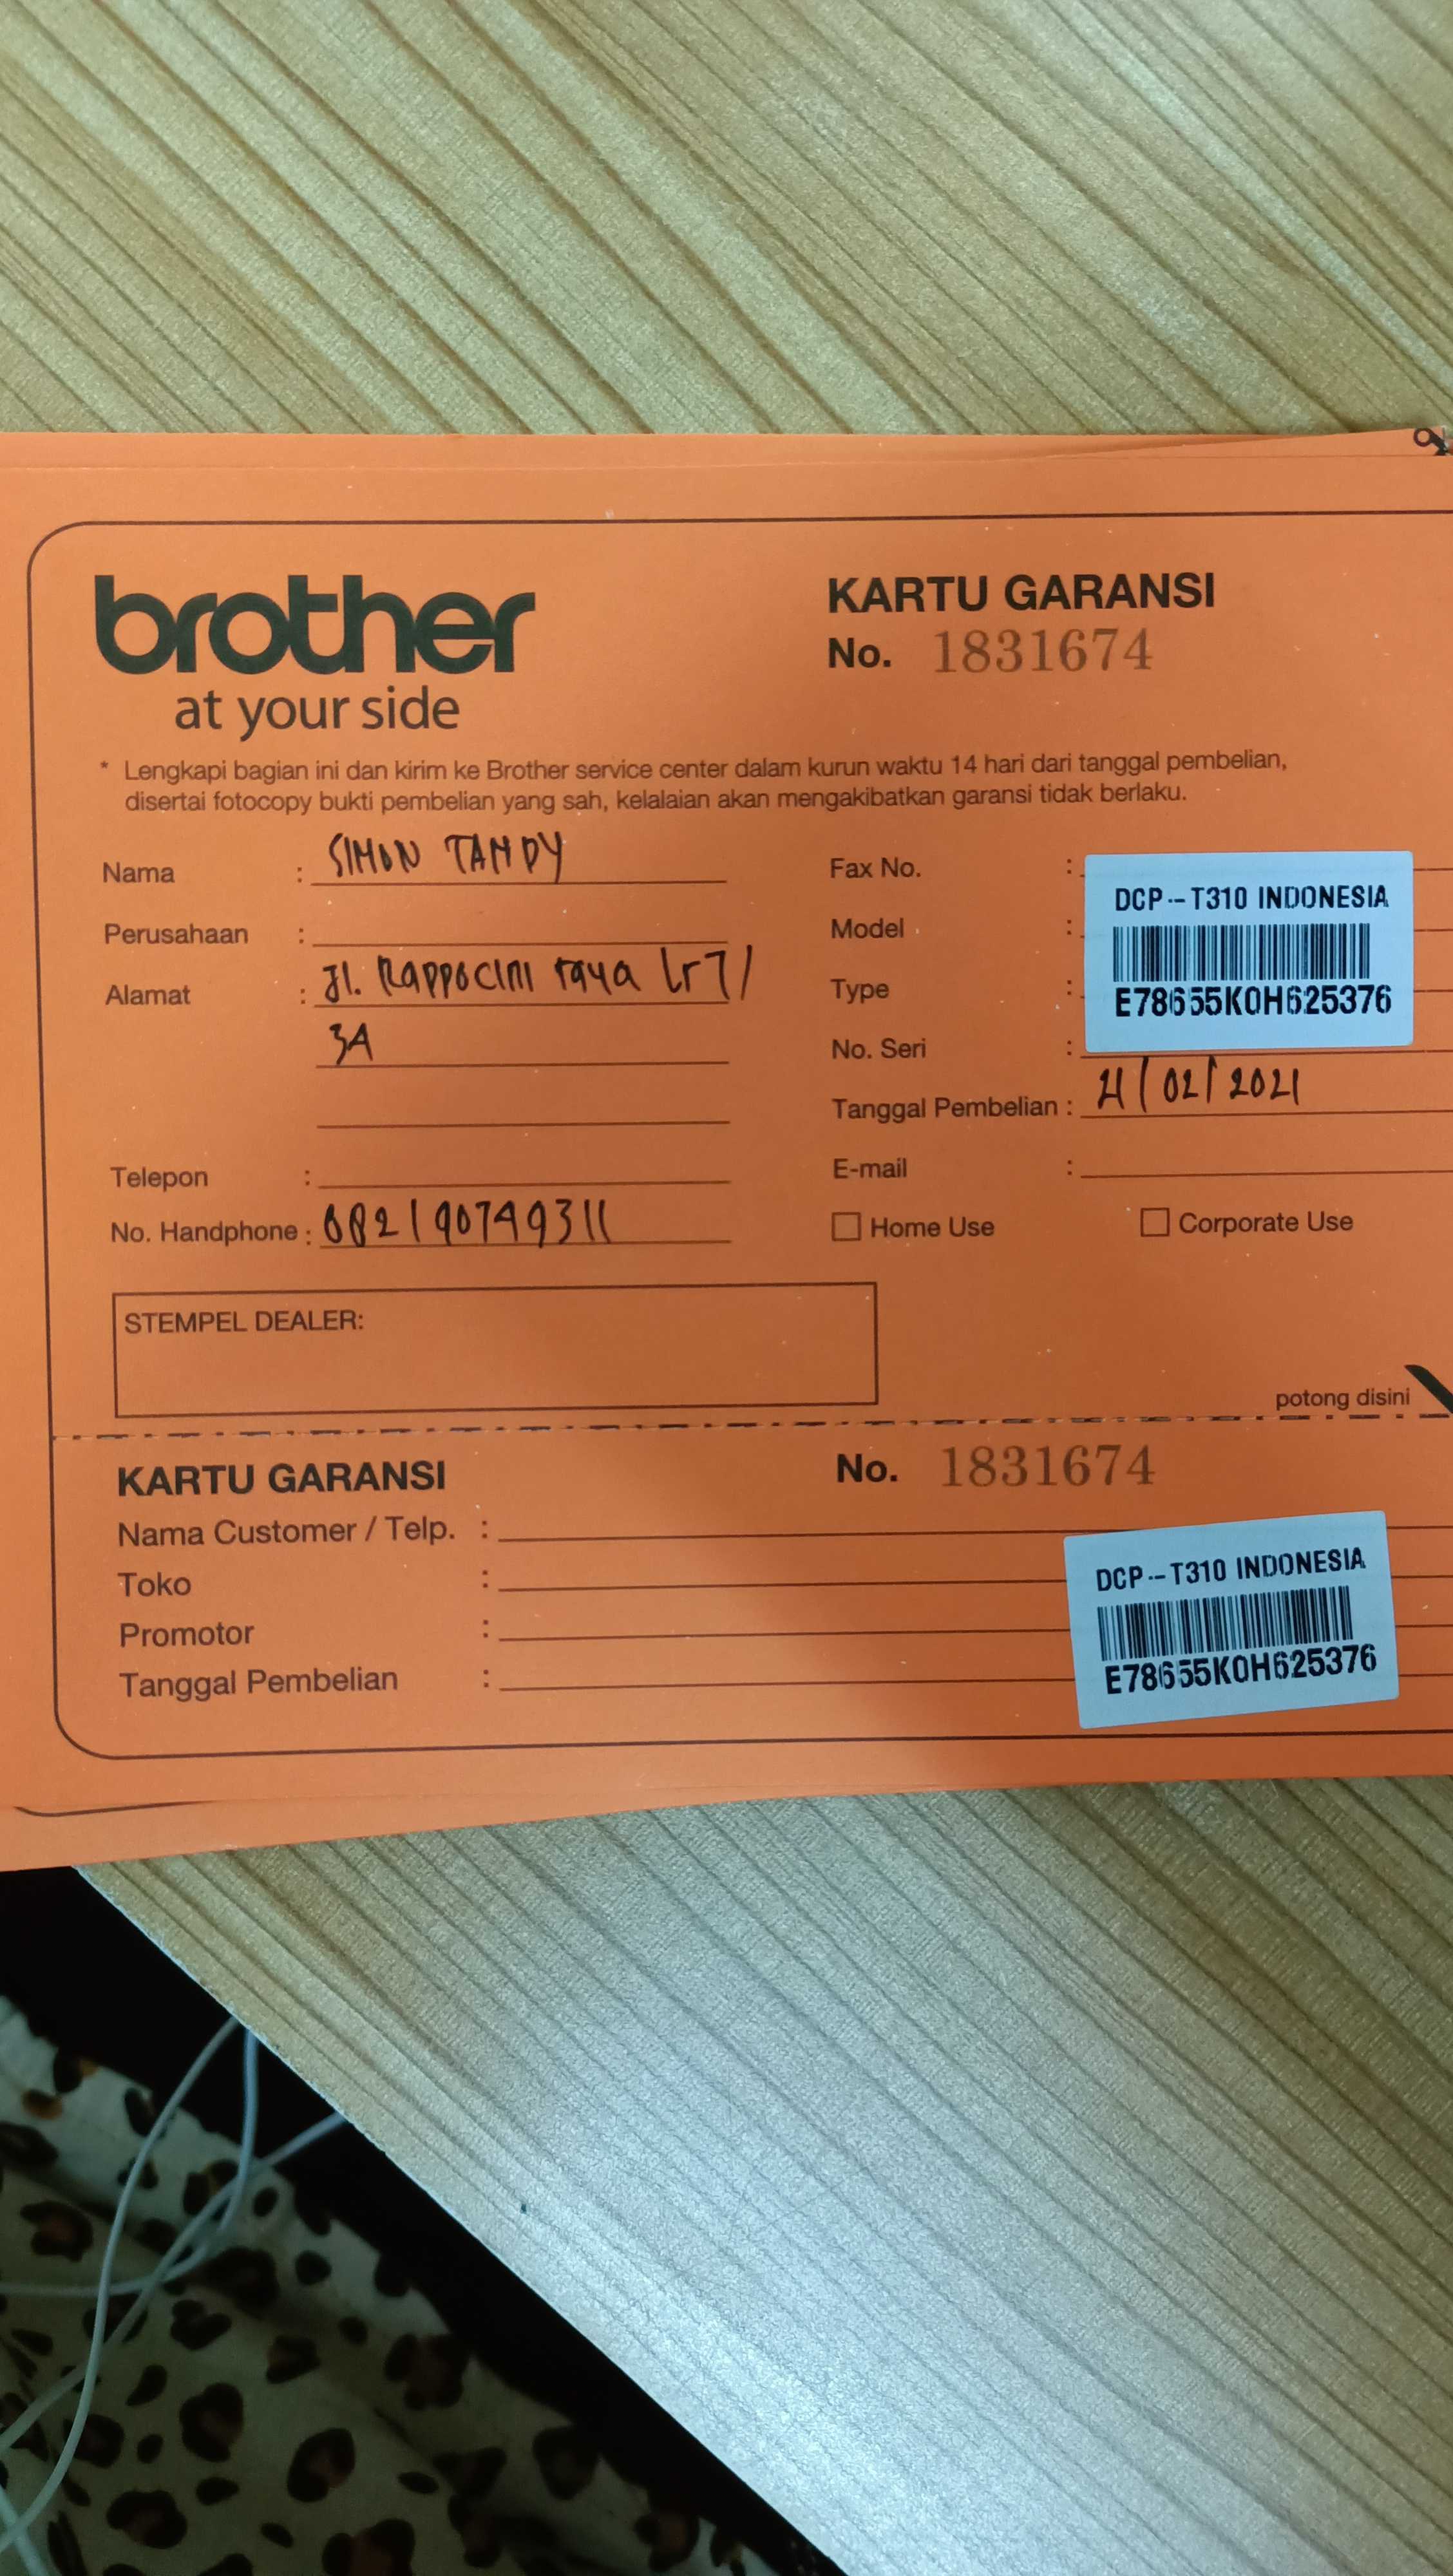 brother
at your side
KARTU GARANSI
No. 1831674
* Lengkapi bagian ini dan kirim ke Brother service center dalam kurun waktu 14 hari dari tanggal pembelian,
disertai fotocopy bukti pembelian yang sah, kelalaian akan mengakibatkan garansi tidak berlaku.
Nama : SIMON TAMDY
Perusahaan :
Alamat : Jl. Rappocini raya lr 7 /
3A
Telepon :
No. Handphone : 082190749311
Fax No. :
Model :
Type :
No. Seri :
DCP--T310 INDONESIA
E78655K0H625376
Tanggal Pembelian : 21/02/2021
E-mail :
Home Use
Corporate Use
STEMPEL DEALER:
potong disini
KARTU GARANSI
No. 1831674
Nama Customer / Telp. :
Toko :
Promotor :
Tanggal Pembelian :
DCP--T310 INDONESIA
E78655K0H625376